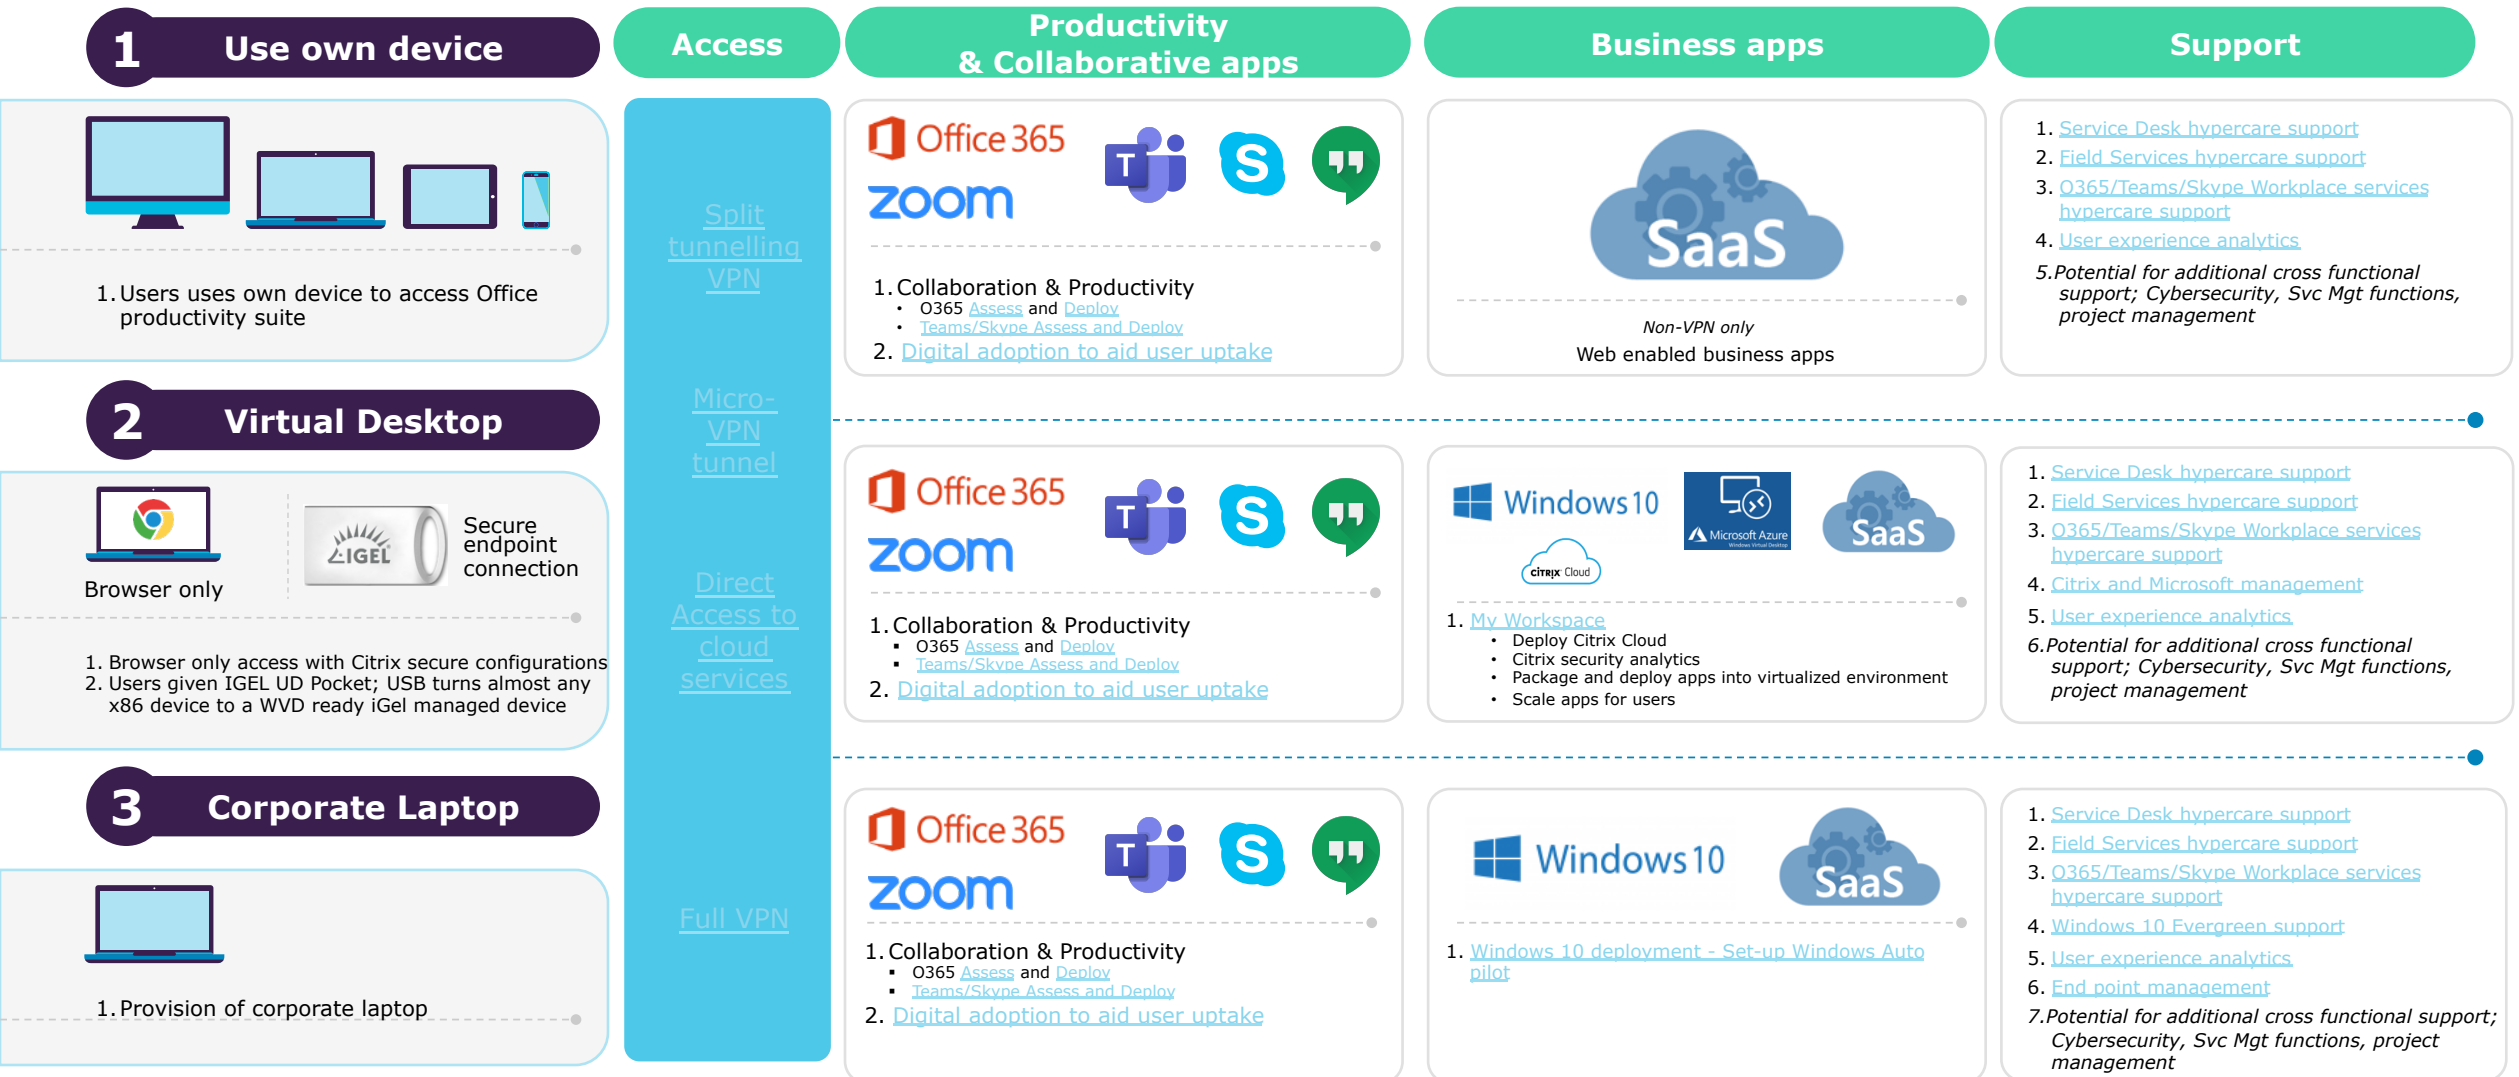 1 Use own device
Access
Productivity
& Collaborative apps
Business apps
Support
1. Users uses own device to access Office
productivity suite
Split
tunnelling
VPN
Micro-
VPN
tunnel
Direct
Access to
cloud
services
Full VPN
Office 365
T
S
zoom
1. Collaboration & Productivity
• O365 Assess and Deploy
• Teams/Skype Assess and Deploy
2. Digital adoption to aid user uptake
SaaS
Non-VPN only
Web enabled business apps
1. Service Desk hypercare support
2. Field Services hypercare support
3. O365/Teams/Skype Workplace services
hypercare support
4. User experience analytics
5.Potential for additional cross functional
support; Cybersecurity, Svc Mgt functions,
project management
2 Virtual Desktop
IGEL
Browser only
Secure
endpoint
connection
1. Browser only access with Citrix secure configurations
2. Users given IGEL UD Pocket; USB turns almost any
x86 device to a WVD ready iGel managed device
Office 365
T
S
zoom
1. Collaboration & Productivity
▪ O365 Assess and Deploy
▪ Teams/Skype Assess and Deploy
2. Digital adoption to aid user uptake
Windows 10
Microsoft Azure
Windows Virtual Desktop
SaaS
CITRIX Cloud
1. My Workspace
• Deploy Citrix Cloud
• Citrix security analytics
• Package and deploy apps into virtualized environment
• Scale apps for users
1. Service Desk hypercare support
2. Field Services hypercare support
3. O365/Teams/Skype Workplace services
hypercare support
4. Citrix and Microsoft management
5. User experience analytics
6.Potential for additional cross functional
support; Cybersecurity, Svc Mgt functions,
project management
3 Corporate Laptop
1. Provision of corporate laptop
Office 365
T
S
zoom
1. Collaboration & Productivity
▪ O365 Assess and Deploy
▪ Teams/Skype Assess and Deploy
2. Digital adoption to aid user uptake
Windows 10
SaaS
1. Windows 10 deployment - Set-up Windows Auto
pilot
1. Service Desk hypercare support
2. Field Services hypercare support
3. O365/Teams/Skype Workplace services
hypercare support
4. Windows 10 Evergreen support
5. User experience analytics
6. End point management
7.Potential for additional cross functional support;
Cybersecurity, Svc Mgt functions, project
management